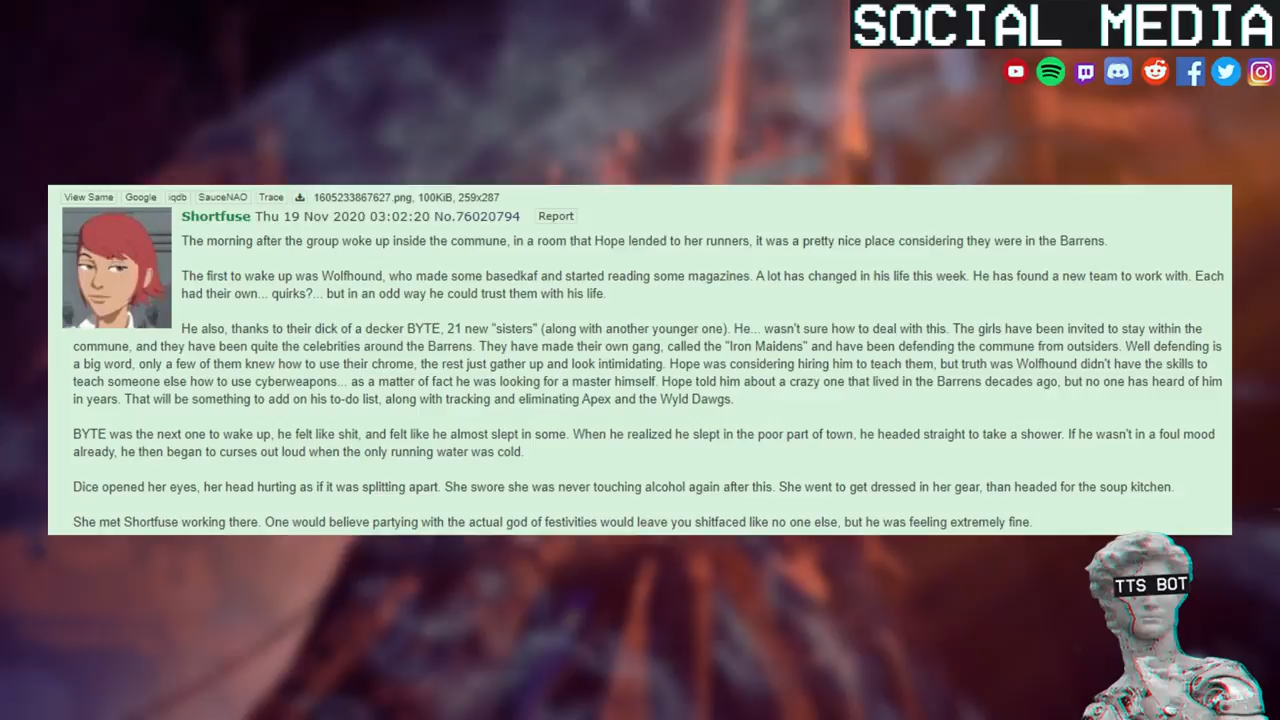 SOCIAL MEDIA
View Same Google iqdb SauceNAO Trace 1605233867627.png, 100KiB, 259x287
Shortfuse Thu 19 Nov 2020 03:02:20 No.76020794 Report
The morning after the group woke up inside the commune, in a room that Hope lended to her runners, it was a pretty nice place considering they were in the Barrens.
The first to wake up was Wolfhound, who made some basedkaf and started reading some magazines. A lot has changed in his life this week. He has found a new team to work with. Each
had their own... quirks?... but in an odd way he could trust them with his life.
He also, thanks to their dick of a decker BYTE, 21 new "sisters" (along with another younger one). He... wasn't sure how to deal with this. The girls have been invited to stay within the
commune, and they have been quite the celebrities around the Barrens. They have made their own gang, called the "Iron Maidens" and have been defending the commune from outsiders. Well defending is
a big word, only a few of them knew how to use their chrome, the rest just gather up and look intimidating. Hope was considering hiring him to teach them, but truth was Wolfhound didn't have the skills to
teach someone else how to use cyberweapons... as a matter of fact he was looking for a master himself. Hope told him about a crazy one that lived in the Barrens decades ago, but no one has heard of him
in years. That will be something to add on his to-do list, along with tracking and eliminating Apex and the Wyld Dawgs.
BYTE was the next one to wake up, he felt like shit, and felt like he almost slept in some. When he realized he slept in the poor part of town, he headed straight to take a shower. If he wasn't in a foul mood
already, he then began to curses out loud when the only running water was cold.
Dice opened her eyes, her head hurting as if it was splitting apart. She swore she was never touching alcohol again after this. She went to get dressed in her gear, than headed for the soup kitchen.
She met Shortfuse working there. One would believe partying with the actual god of festivities would leave you shitfaced like no one else, but he was feeling extremely fine.
TTS BOT